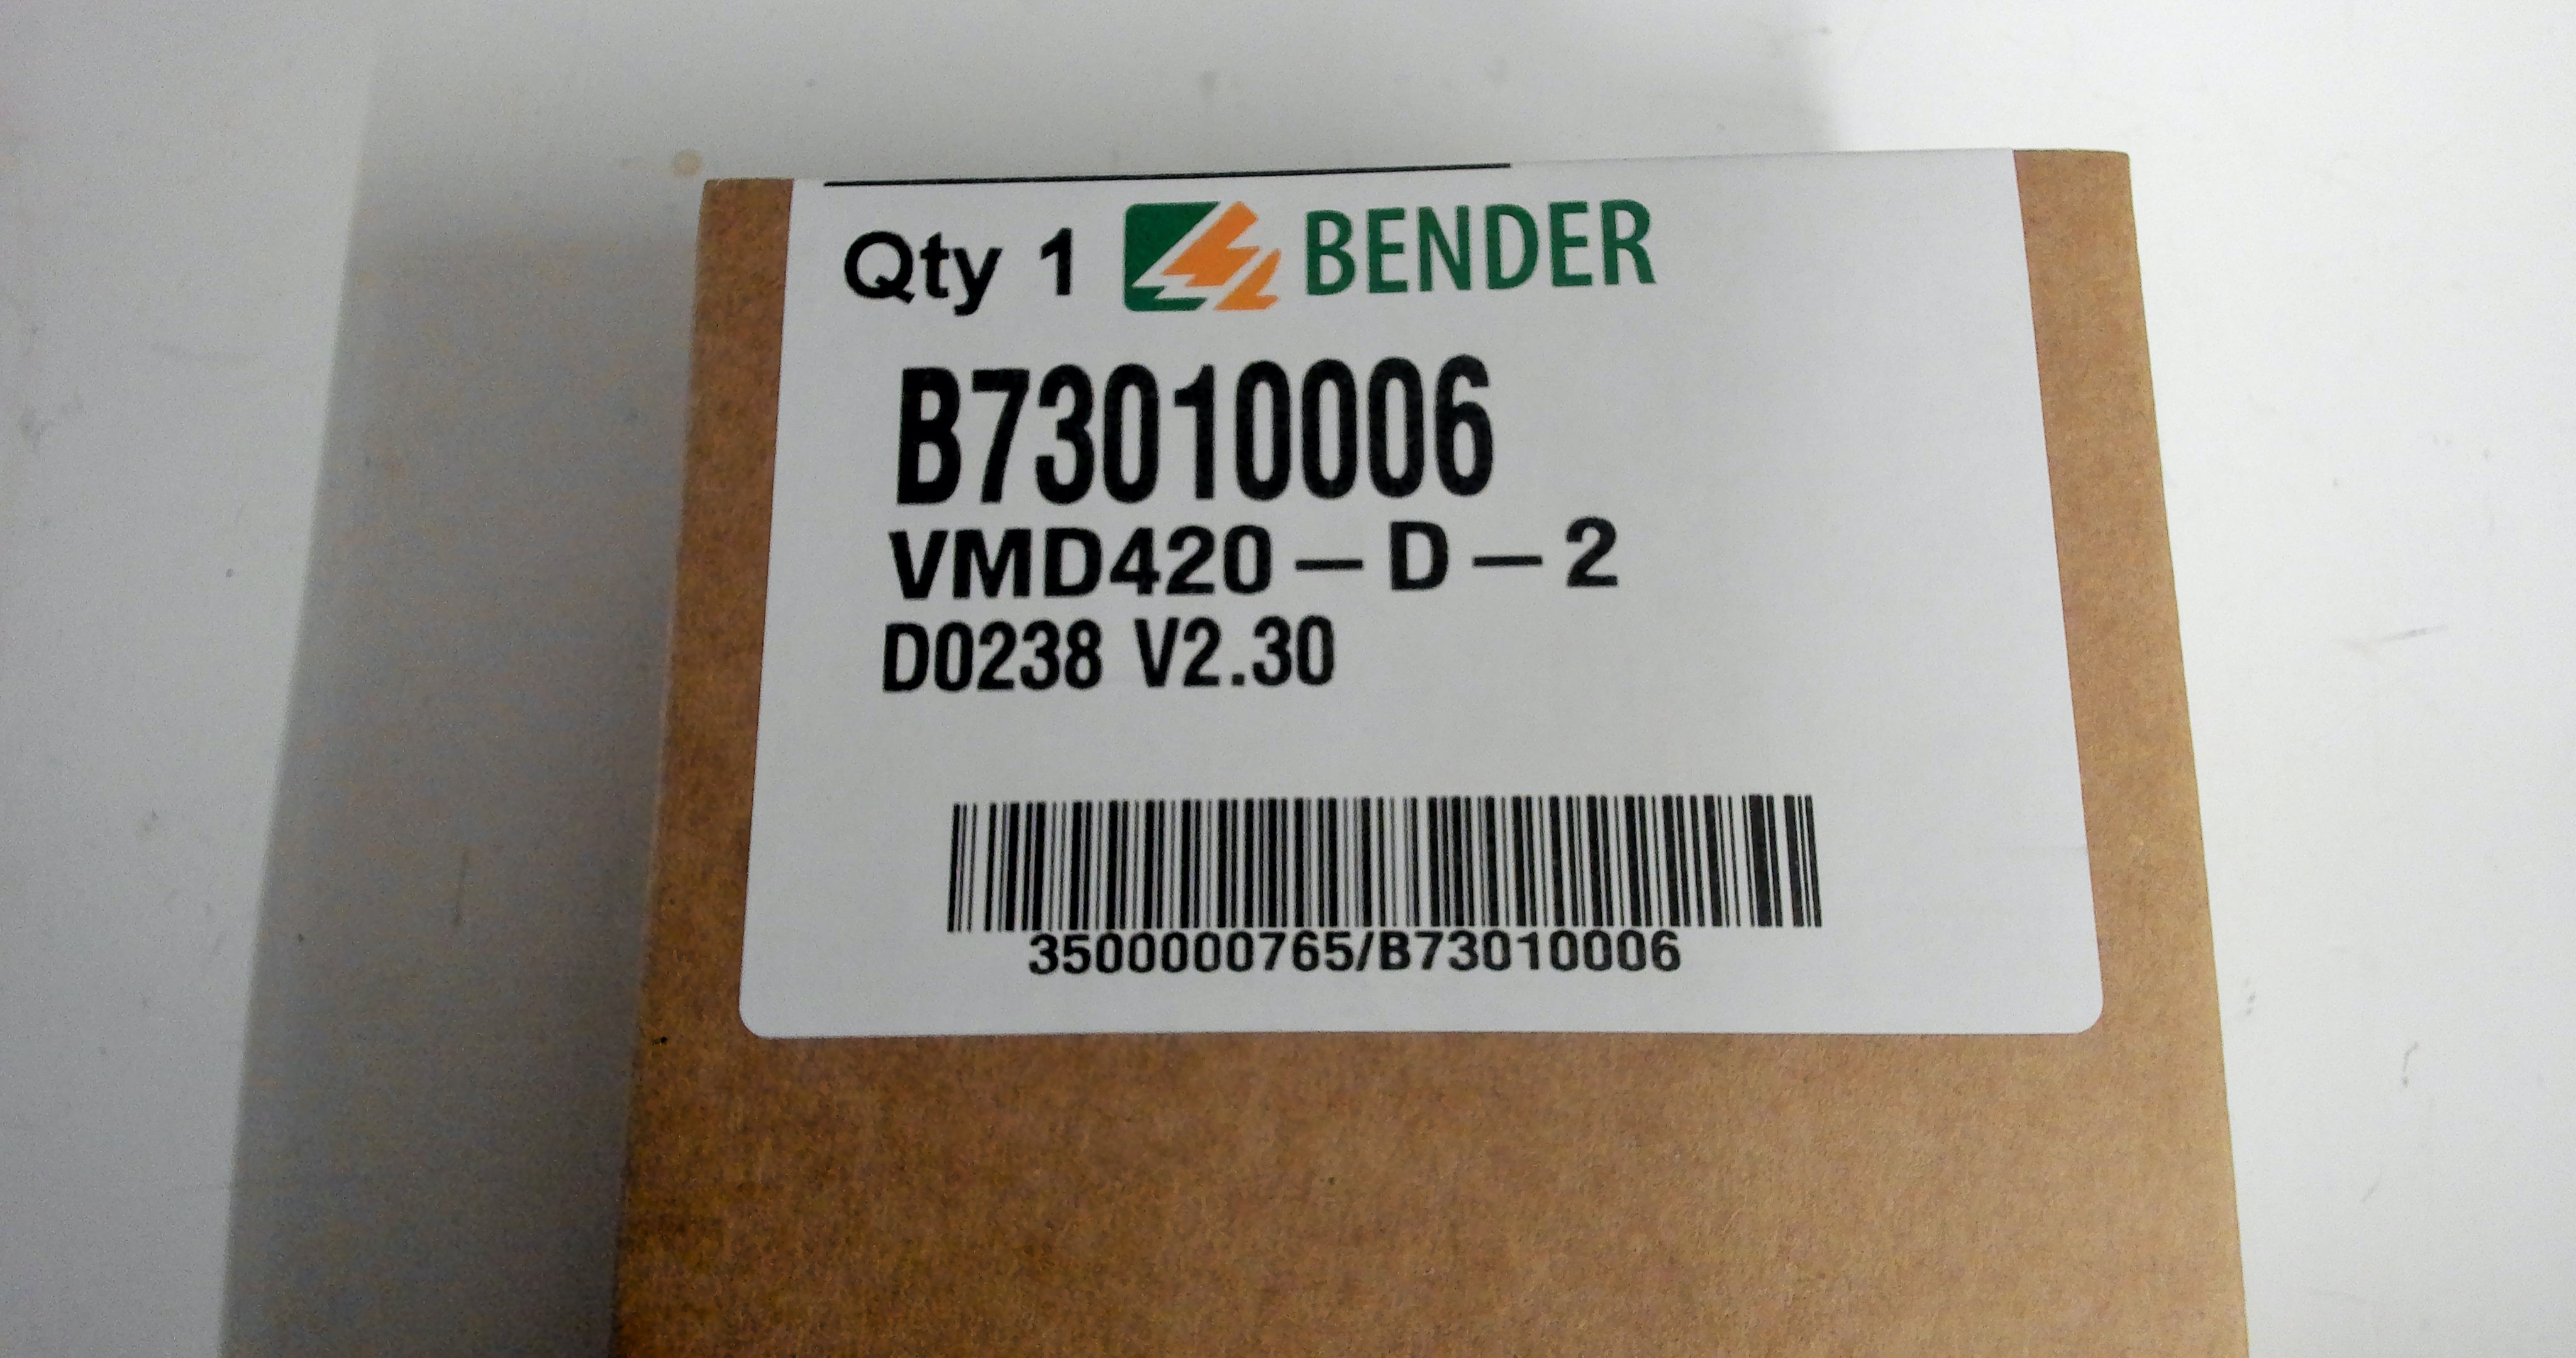 Qty 1 BENDER
B73010006
VMD420-D-2
D0238 V2.30
3500000765/B73010006